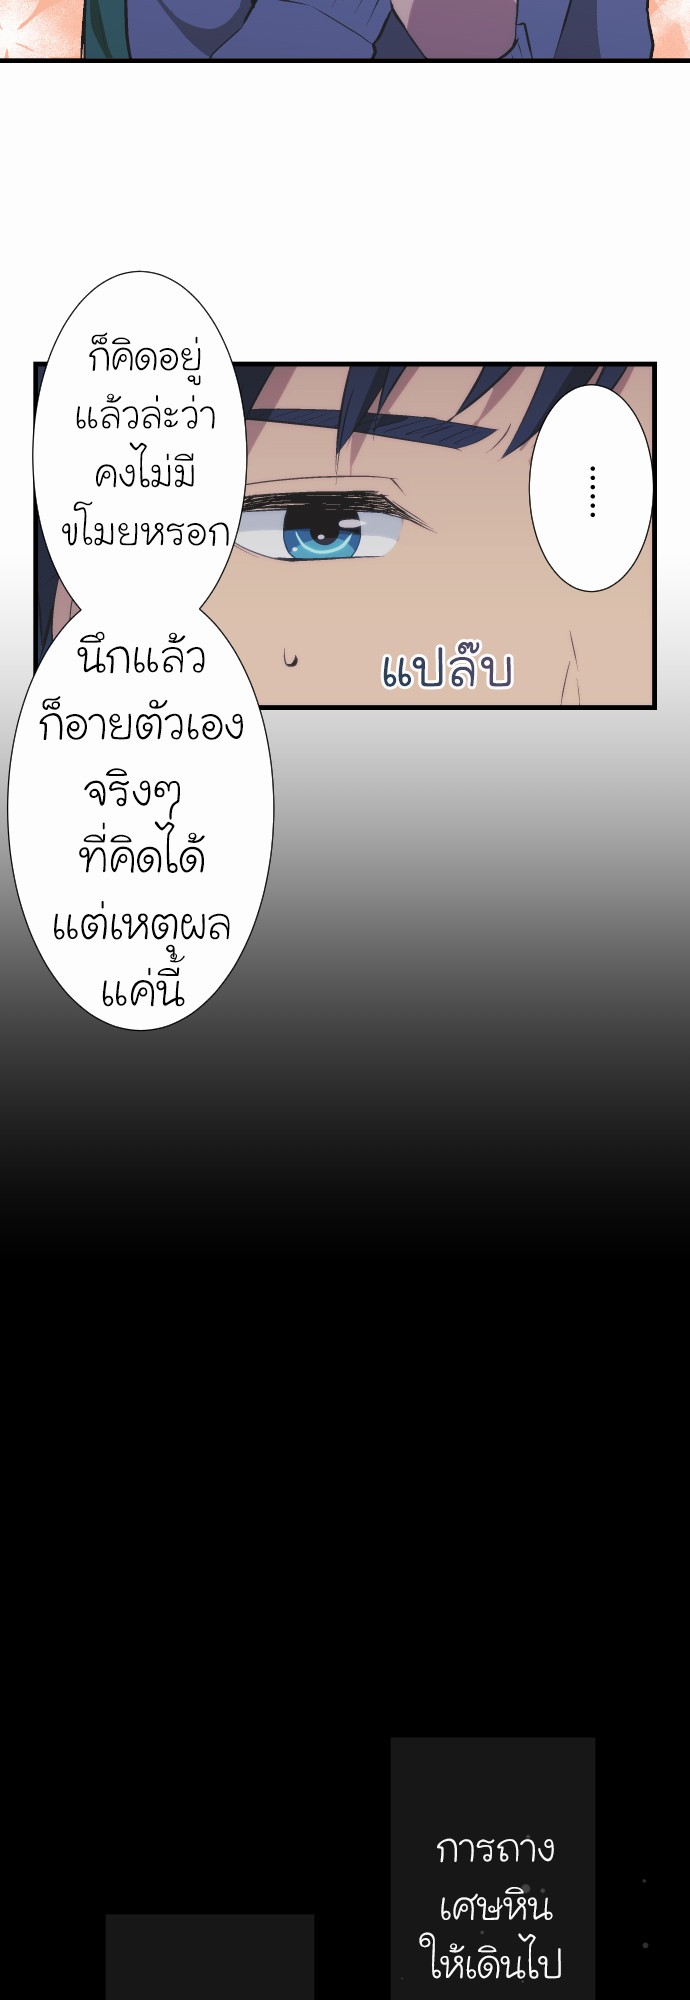 ก็คิดอยู่
แล้วล่ะว่า
คงไม่มี
ขโมยหรอก
......
แปล๊บ
นึกแล้ว
ก็อายตัวเอง
จริงๆ
ที่คิดได้
แต่เหตุผล
แค่นี้
การถาง
เศษหิน
ให้เดินไป